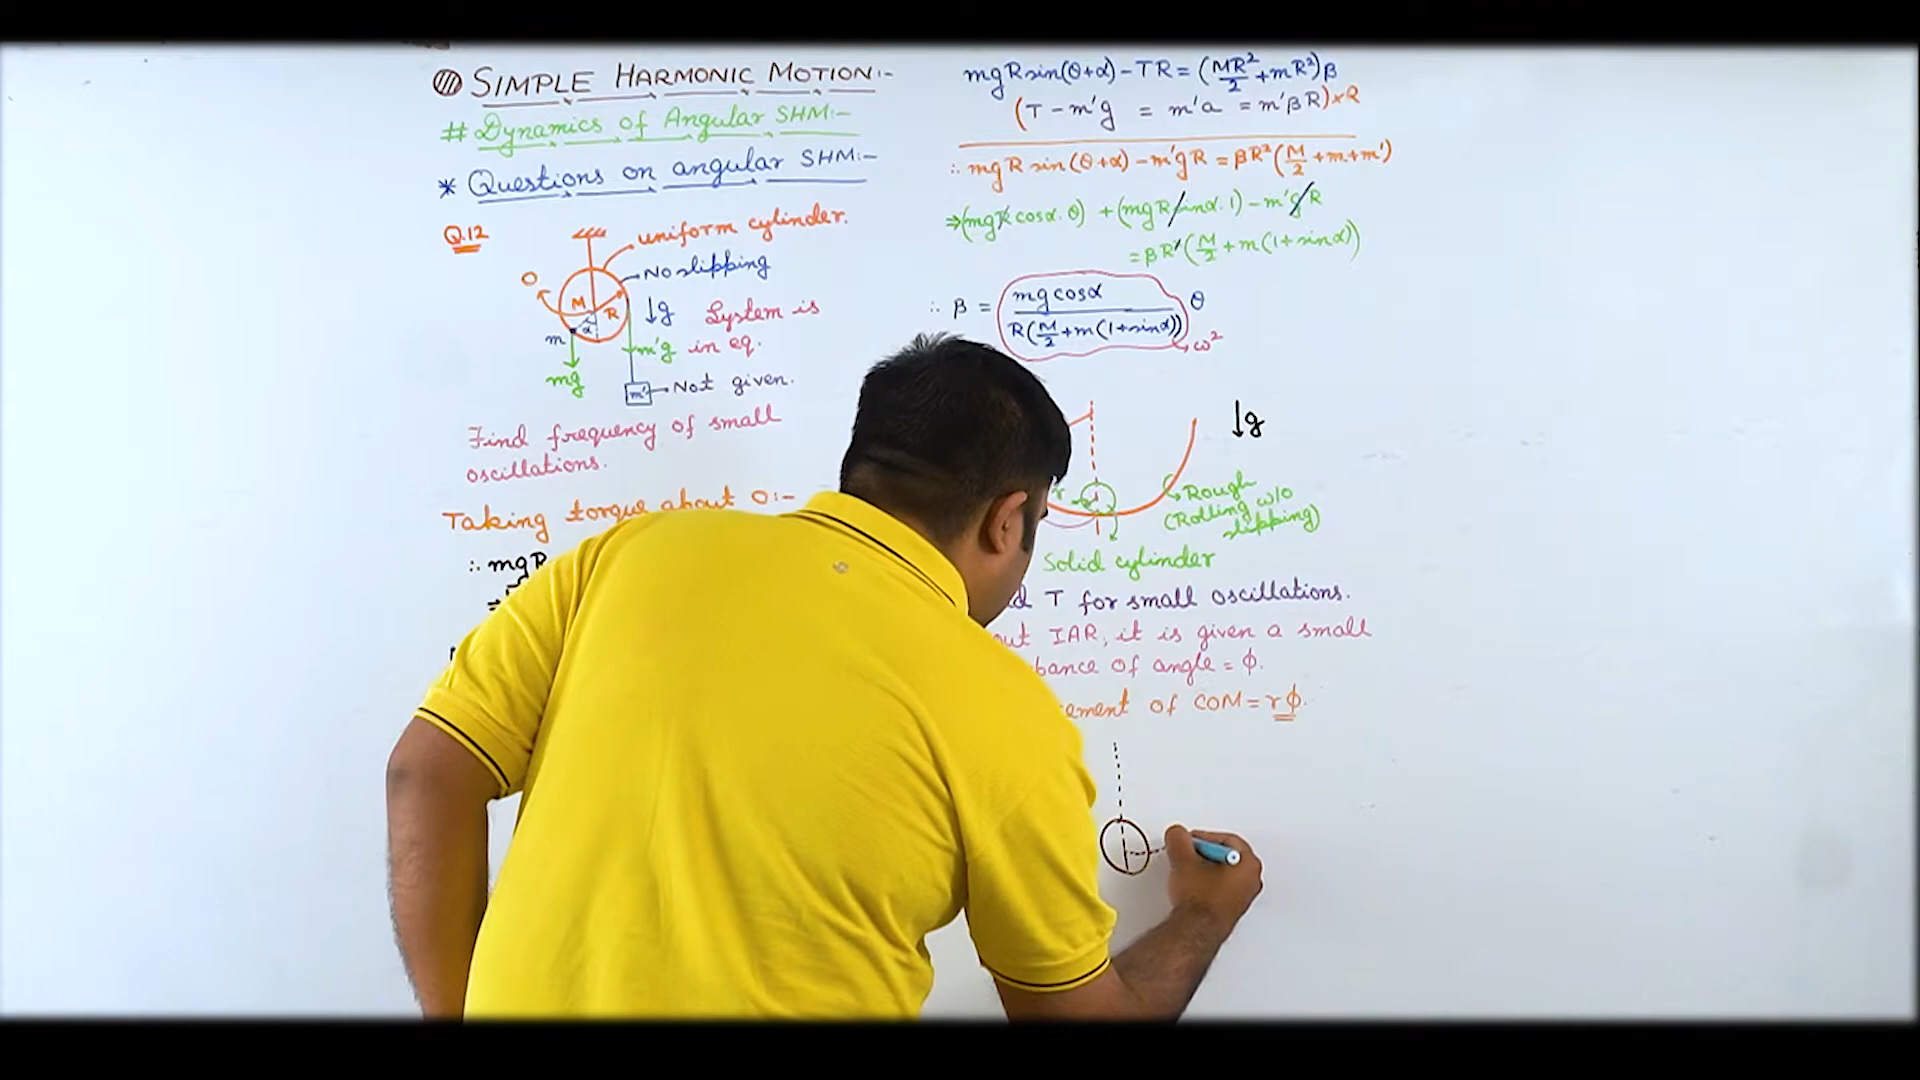 SIMPLE HARMONIC MOTION:-
# Dynamics of Angular SHM:-
* Questions on angular SHM:-
Q.12
uniform cylinder.
No slipping
O
M
R
α
m
mg
↓g
System is
in eq.
m'g
m'
Not given.
Find frequency of small
oscillations.
Taking torque about O:-
∴ mgR
mgR sin(θ+α) - TR = (MR²/2 + mR²)β
(T - m'g = m'a = m'βR)×R
∴ mgR sin(θ+α) - m'gR = βR²(M/2 + m + m')
⇒ (mgR cosα.θ) + (mgR sinα.1) - m'gR
= βR²(M/2 + m(1+sinα))
∴ β = mg cosα / R(M/2 + m(1+sinα)) θ
ω²
↓g
r
Rough
(Rolling w/o
slipping)
Solid cylinder
T for small oscillations.
IAR, it is given a small
of angle = ϕ.
of COM = rϕ.